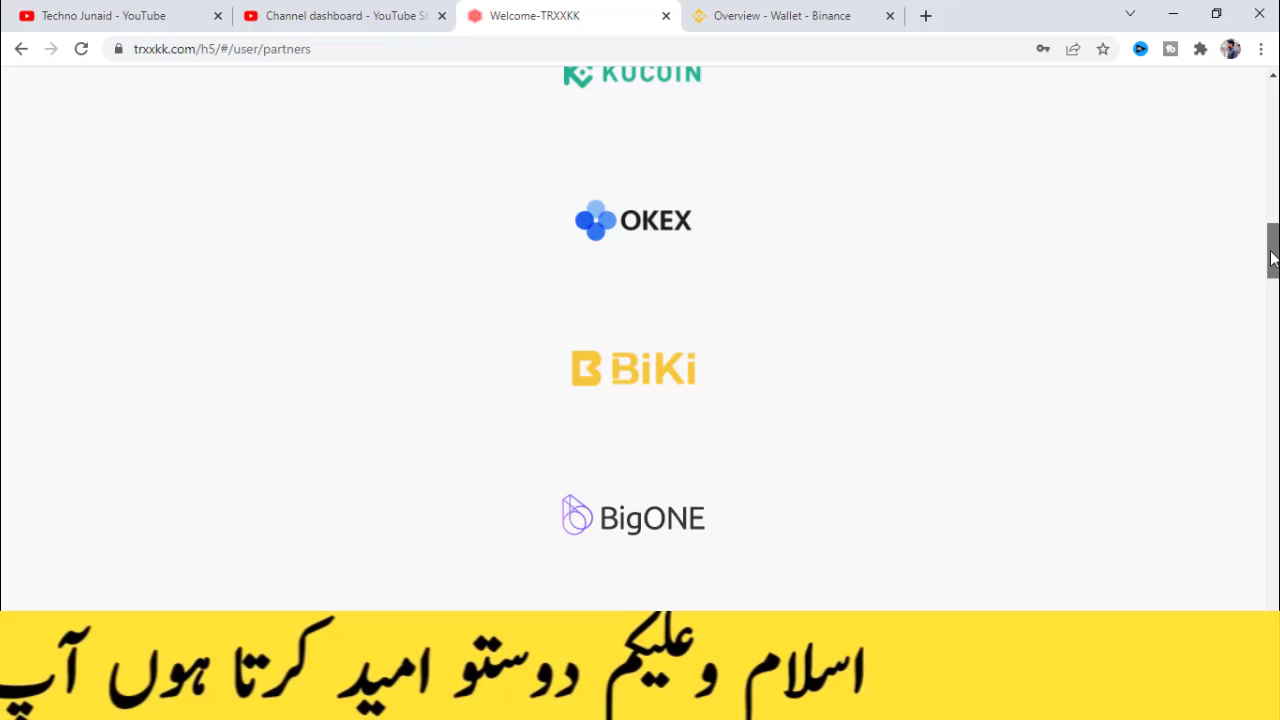 Techno Junaid - YouTube
Channel dashboard - YouTube St
Welcome-TRXXKK
Overview - Wallet - Binance
trxxkk.com/h5/#/user/partners
KUCOIN
OKEX
BiKi
BigONE
اسلام وعلیکم دوستو امید کرتا ہوں آپ